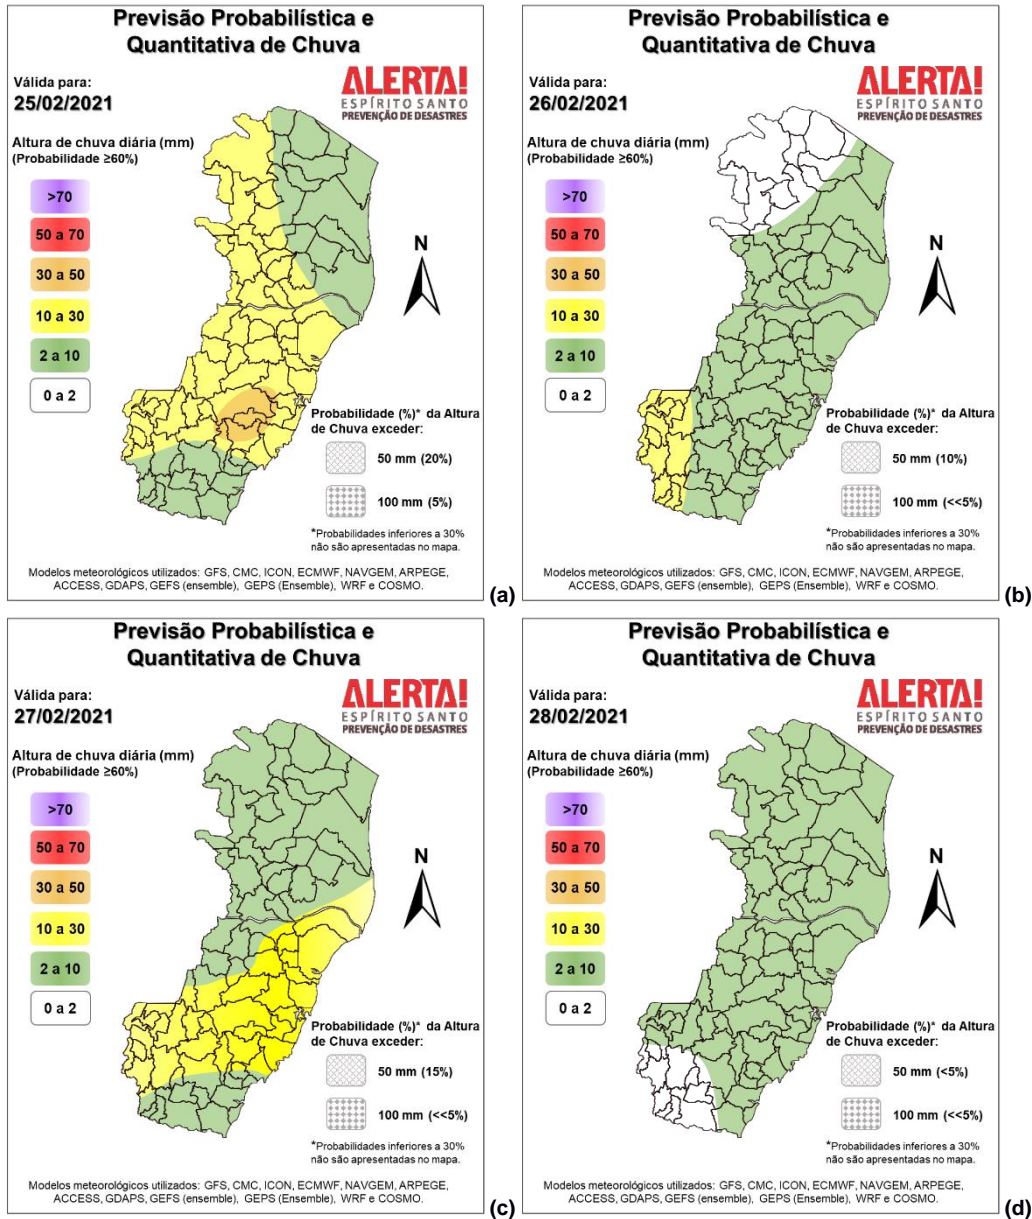 Previsão Probabilística e
Quantitativa de Chuva
Válida para:
25/02/2021
ALERTA!
ESPÍRITO SANTO
PREVENÇÃO DE DESASTRES
Altura de chuva diária (mm)
(Probabilidade ≥60%)
>70
50 a 70
30 a 50
10 a 30
2 a 10
0 a 2
N
Probabilidade (%)* da Altura
de Chuva exceder:
50 mm (20%)
100 mm (5%)
*Probabilidades inferiores a 30%
não são apresentadas no mapa.
Modelos meteorológicos utilizados: GFS, CMC, ICON, ECMWF, NAVGEM, ARPEGE,
ACCESS, GDAPS, GEFS (ensemble), GEPS (Ensemble), WRF e COSMO.
(a)
Previsão Probabilística e
Quantitativa de Chuva
Válida para:
26/02/2021
ALERTA!
ESPÍRITO SANTO
PREVENÇÃO DE DESASTRES
Altura de chuva diária (mm)
(Probabilidade ≥60%)
>70
50 a 70
30 a 50
10 a 30
2 a 10
0 a 2
N
Probabilidade (%)* da Altura
de Chuva exceder:
50 mm (10%)
100 mm (<<5%)
*Probabilidades inferiores a 30%
não são apresentadas no mapa.
Modelos meteorológicos utilizados: GFS, CMC, ICON, ECMWF, NAVGEM, ARPEGE,
ACCESS, GDAPS, GEFS (ensemble), GEPS (Ensemble), WRF e COSMO.
(b)
Previsão Probabilística e
Quantitativa de Chuva
Válida para:
27/02/2021
ALERTA!
ESPÍRITO SANTO
PREVENÇÃO DE DESASTRES
Altura de chuva diária (mm)
(Probabilidade ≥60%)
>70
50 a 70
30 a 50
10 a 30
2 a 10
0 a 2
N
Probabilidade (%)* da Altura
de Chuva exceder:
50 mm (15%)
100 mm (<<5%)
*Probabilidades inferiores a 30%
não são apresentadas no mapa.
Modelos meteorológicos utilizados: GFS, CMC, ICON, ECMWF, NAVGEM, ARPEGE,
ACCESS, GDAPS, GEFS (ensemble), GEPS (Ensemble), WRF e COSMO.
(c)
Previsão Probabilística e
Quantitativa de Chuva
Válida para:
28/02/2021
ALERTA!
ESPÍRITO SANTO
PREVENÇÃO DE DESASTRES
Altura de chuva diária (mm)
(Probabilidade ≥60%)
>70
50 a 70
30 a 50
10 a 30
2 a 10
0 a 2
N
Probabilidade (%)* da Altura
de Chuva exceder:
50 mm (<5%)
100 mm (<<5%)
*Probabilidades inferiores a 30%
não são apresentadas no mapa.
Modelos meteorológicos utilizados: GFS, CMC, ICON, ECMWF, NAVGEM, ARPEGE,
ACCESS, GDAPS, GEFS (ensemble), GEPS (Ensemble), WRF e COSMO.
(d)